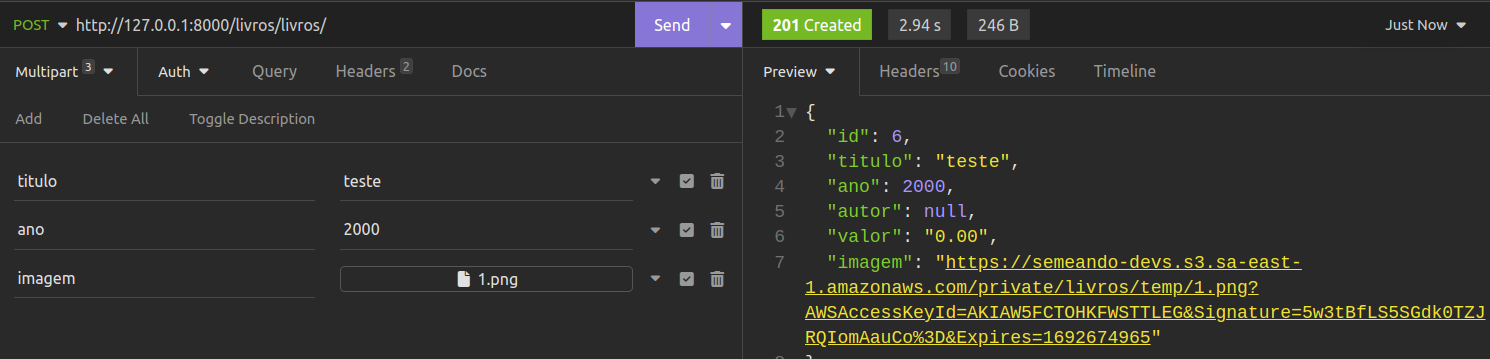 POST http://127.0.0.1:8000/livros/livros/ Send 201 Created 2.94 s 246 B Just Now
Multipart 3 Auth Query Headers 2 Docs Preview Headers 10 Cookies Timeline
Add Delete All Toggle Description
titulo teste
ano 2000
imagem 1.png
1 {
2 "id": 6,
3 "titulo": "teste",
4 "ano": 2000,
5 "autor": null,
6 "valor": "0.00",
7 "imagem": "https://semeando-devs.s3.sa-east-
1.amazonaws.com/private/livros/temp/1.png?
AWSAccessKeyId=AKIAW5FCTOHKFWSTTLEG&Signature=5w3tBfLS5SGdk0TZJ
RQIomAauCo%3D&Expires=1692674965"